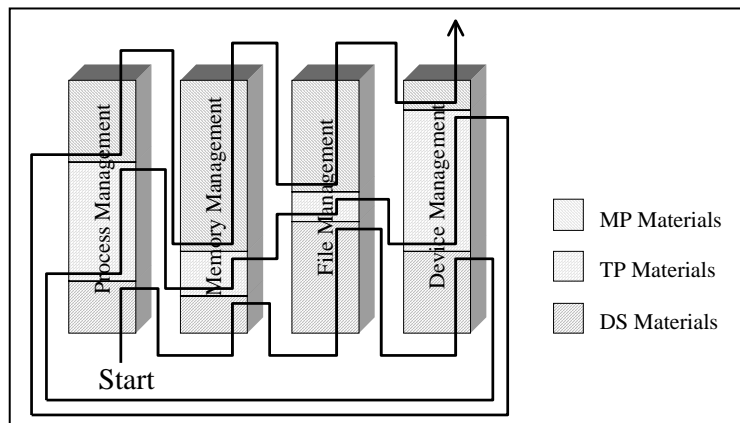 Process Management
Memory Management
File Management
Device Management
MP Materials
TP Materials
DS Materials
Start